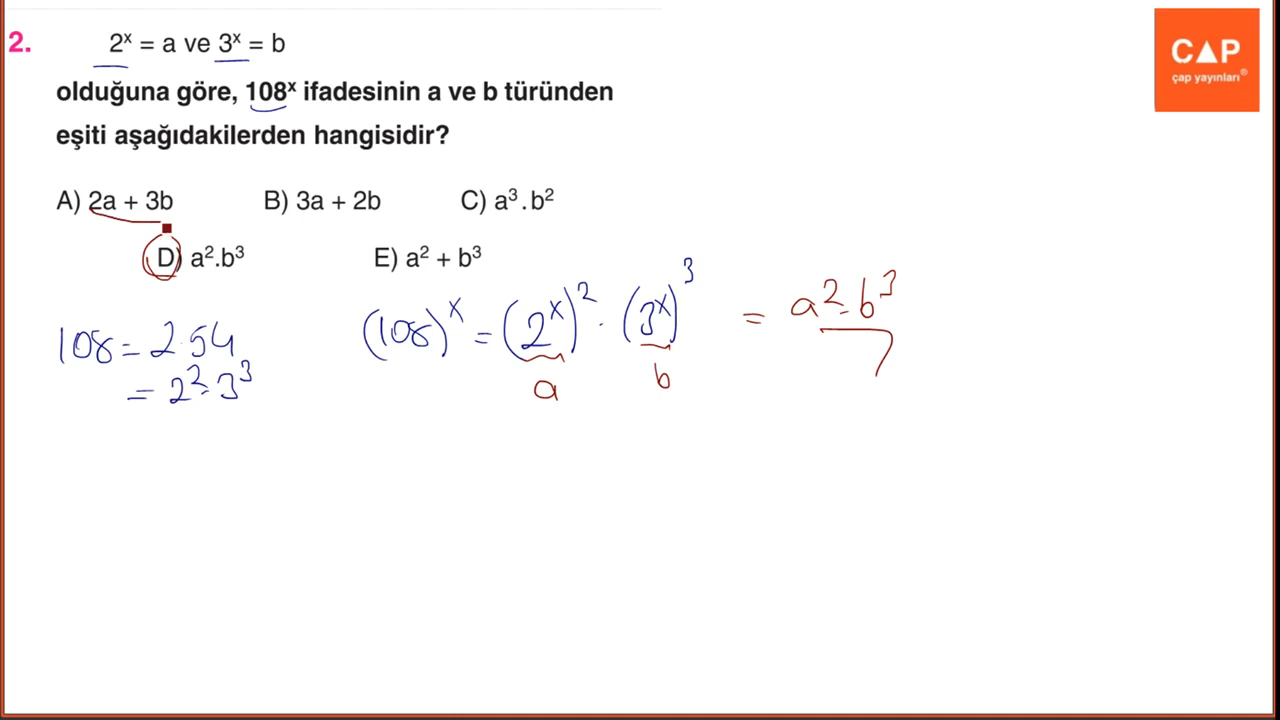 2. 2ˣ = a ve 3ˣ = b
olduğuna göre, 108ˣ ifadesinin a ve b türünden
eşiti aşağıdakilerden hangisidir?
A) 2a + 3b B) 3a + 2b C) a³ . b²
D) a².b³ E) a² + b³
108 = 2.54
= 2² . 3³
(108)ˣ = (2ˣ)² . (3ˣ)³ = a² . b³
a b
CAP
çap yayınları®